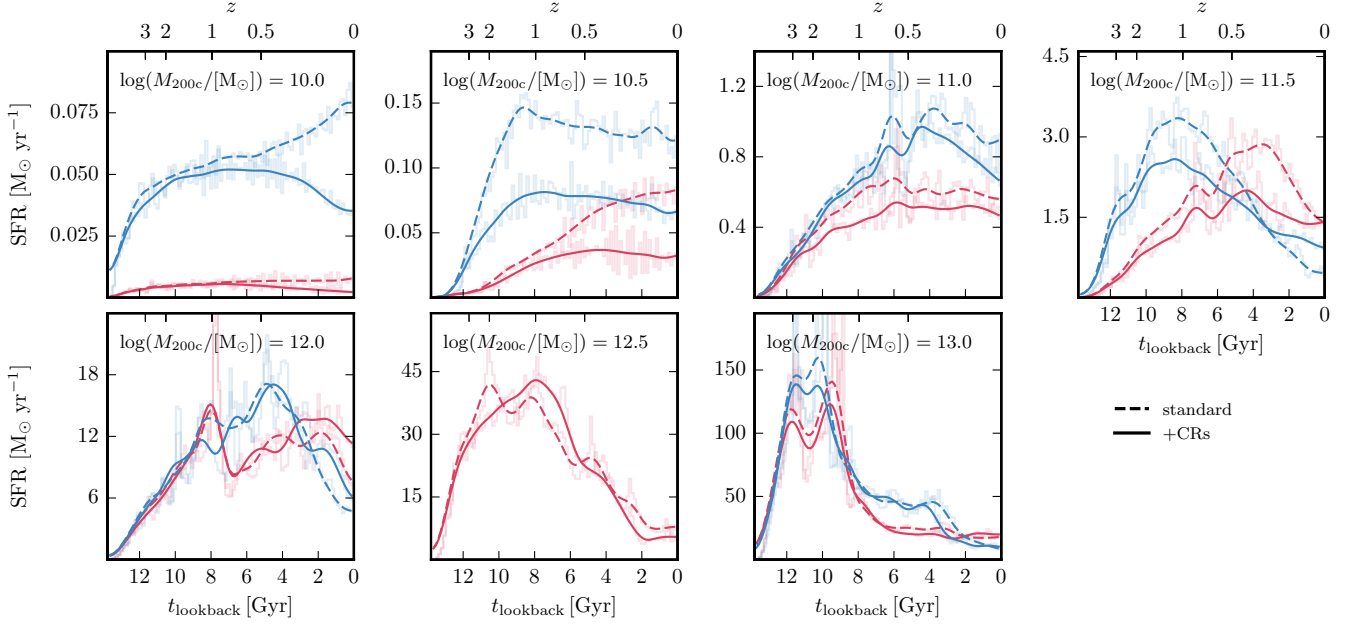 z z z z
3 2 1 0.5 0 3 2 1 0.5 0 3 2 1 0.5 0 3 2 1 0.5 0
log(M200c/[M⊙]) = 10.0 log(M200c/[M⊙]) = 10.5 log(M200c/[M⊙]) = 11.0 log(M200c/[M⊙]) = 11.5
SFR [M⊙ yr⁻¹]
0.075
0.050
0.025
0.15
0.10
0.05
1.2
0.8
0.4
4.5
3.0
1.5
12 10 8 6 4 2 0
tlookback [Gyr]
log(M200c/[M⊙]) = 12.0 log(M200c/[M⊙]) = 12.5 log(M200c/[M⊙]) = 13.0
SFR [M⊙ yr⁻¹]
18
12
6
45
30
15
150
100
50
standard
+CRs
12 10 8 6 4 2 0 12 10 8 6 4 2 0 12 10 8 6 4 2 0
tlookback [Gyr] tlookback [Gyr] tlookback [Gyr]